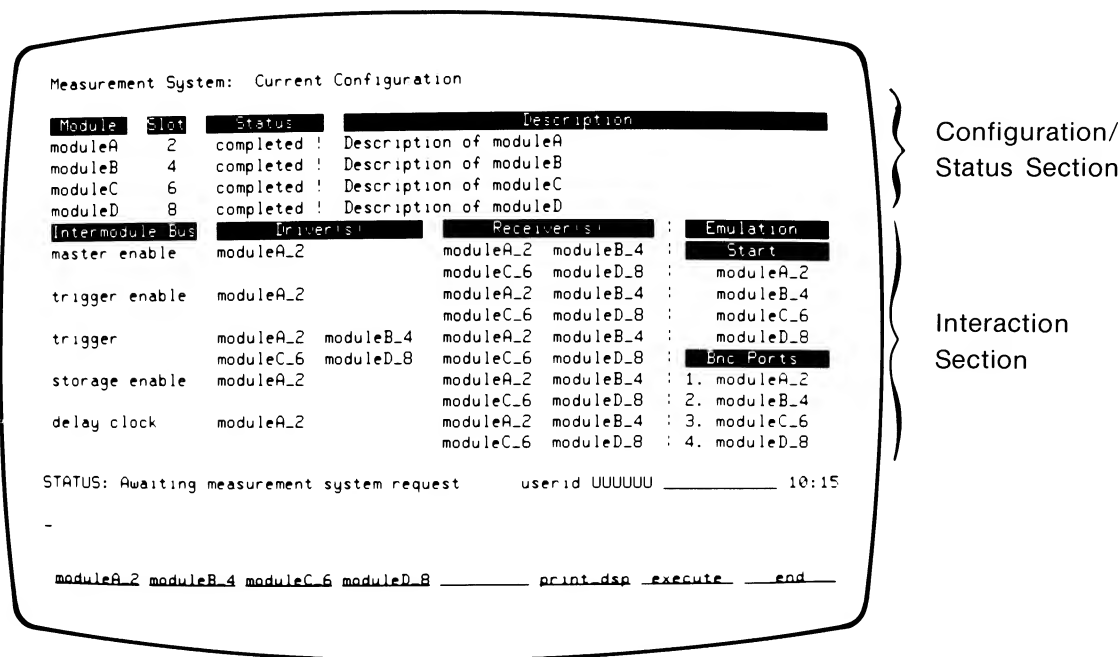 Measurement System:  Current Configuration
Module Slot Status Description
moduleA 2 completed ! Description of moduleA
moduleB 4 completed ! Description of moduleB
moduleC 6 completed ! Description of moduleC
moduleD 8 completed ! Description of moduleD
Configuration/
Status Section
Intermodule Bus Driver(s) Receiver(s) : Emulation
master enable moduleA_2 moduleA_2 moduleB_4 : Start
moduleC_6 moduleD_8 : moduleA_2
trigger enable moduleA_2 moduleA_2 moduleB_4 : moduleB_4
moduleC_6 moduleD_8 : moduleC_6
trigger moduleA_2 moduleB_4 moduleA_2 moduleB_4 : moduleD_8
moduleC_6 moduleD_8 moduleC_6 moduleD_8 : Bnc Ports
storage enable moduleA_2 moduleA_2 moduleB_4 : 1. moduleA_2
moduleC_6 moduleD_8 : 2. moduleB_4
delay clock moduleA_2 moduleA_2 moduleB_4 : 3. moduleC_6
moduleC_6 moduleD_8 : 4. moduleD_8
Interaction
Section
STATUS: Awaiting measurement system request userid UUUUUU __________ 10:15
-
moduleA_2 moduleB_4 moduleC_6 moduleD_8 ________ print_dsp _execute_ __end__